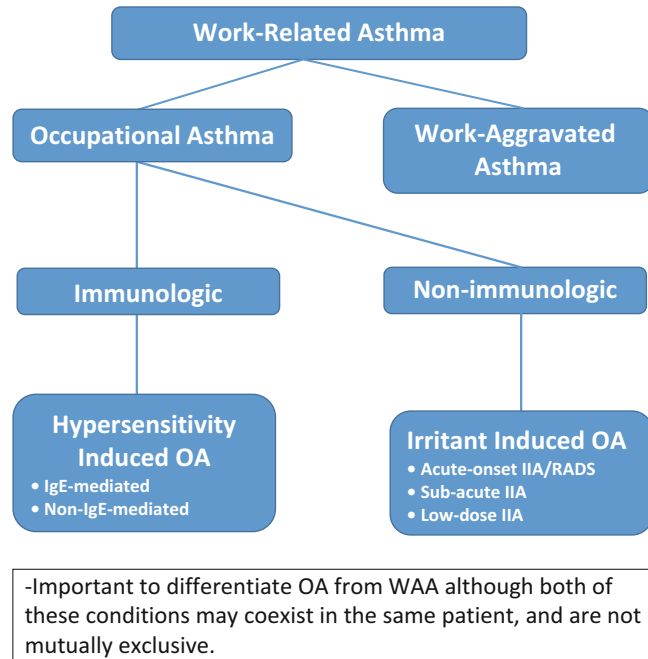 Work-Related Asthma
Occupational Asthma
Work-Aggravated
Asthma
Immunologic
Non-immunologic
Hypersensitivity
Induced OA
• IgE-mediated
• Non-IgE-mediated
Irritant Induced OA
• Acute-onset IIA/RADS
• Sub-acute IIA
• Low-dose IIA
-Important to differentiate OA from WAA although both of
these conditions may coexist in the same patient, and are not
mutually exclusive.